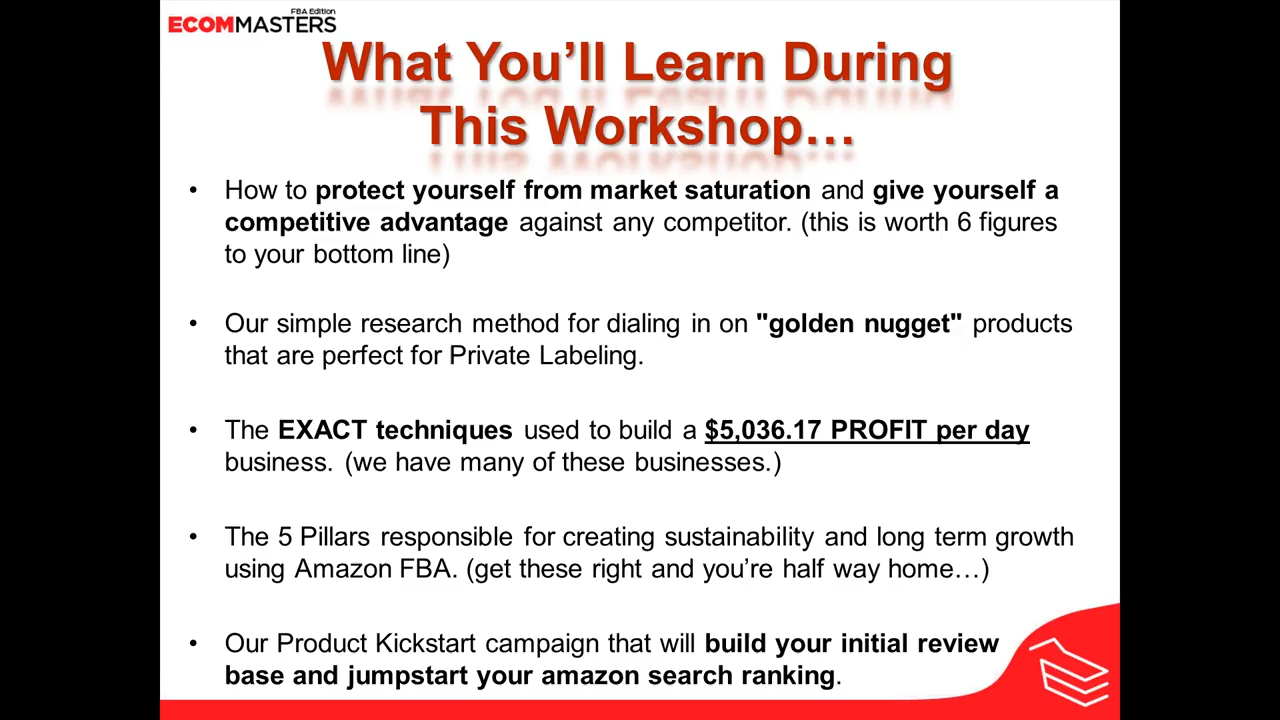 FBA Edition
ECOMMASTERS
What You’ll Learn During
This Workshop…
• How to protect yourself from market saturation and give yourself a
competitive advantage against any competitor. (this is worth 6 figures
to your bottom line)
• Our simple research method for dialing in on "golden nugget" products
that are perfect for Private Labeling.
• The EXACT techniques used to build a $5,036.17 PROFIT per day
business. (we have many of these businesses.)
• The 5 Pillars responsible for creating sustainability and long term growth
using Amazon FBA. (get these right and you’re half way home…)
• Our Product Kickstart campaign that will build your initial review
base and jumpstart your amazon search ranking.